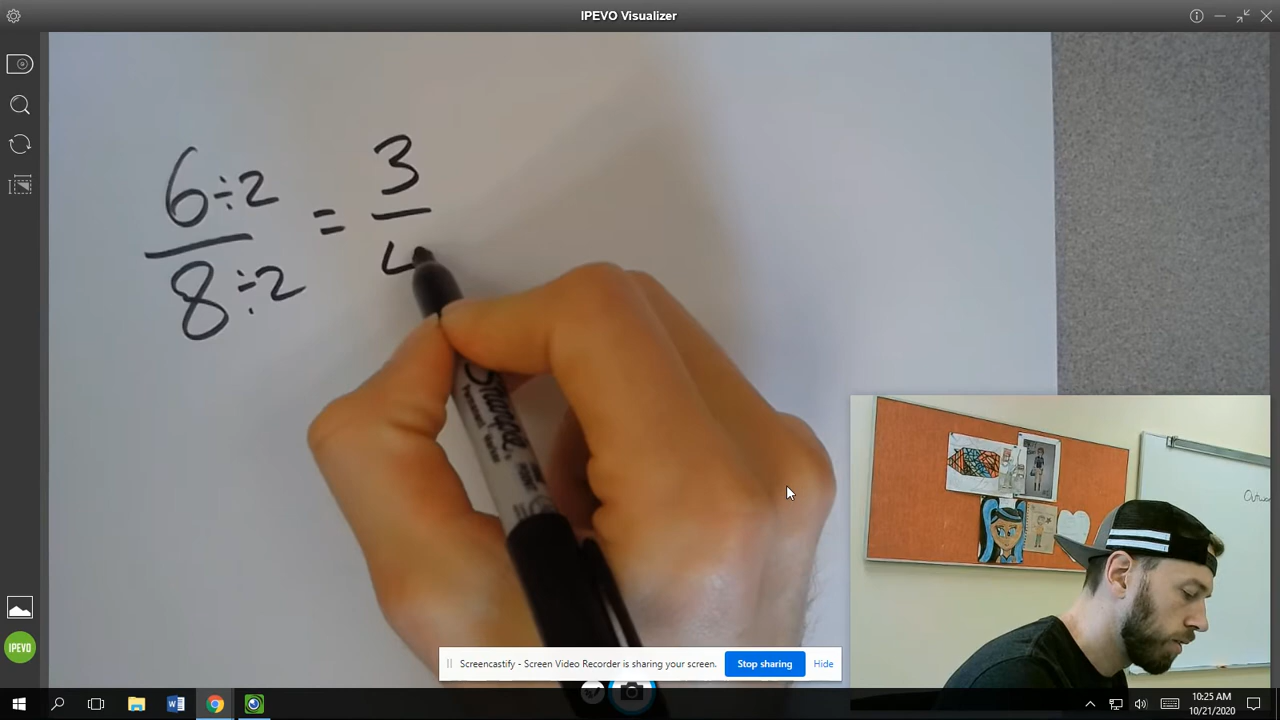 IPEVO Visualizer
6÷2
8÷2
=
3
4
Sharpie
IPEVO
Screencastify - Screen Video Recorder is sharing your screen.
Stop sharing
Hide
10:25 AM
10/21/2020